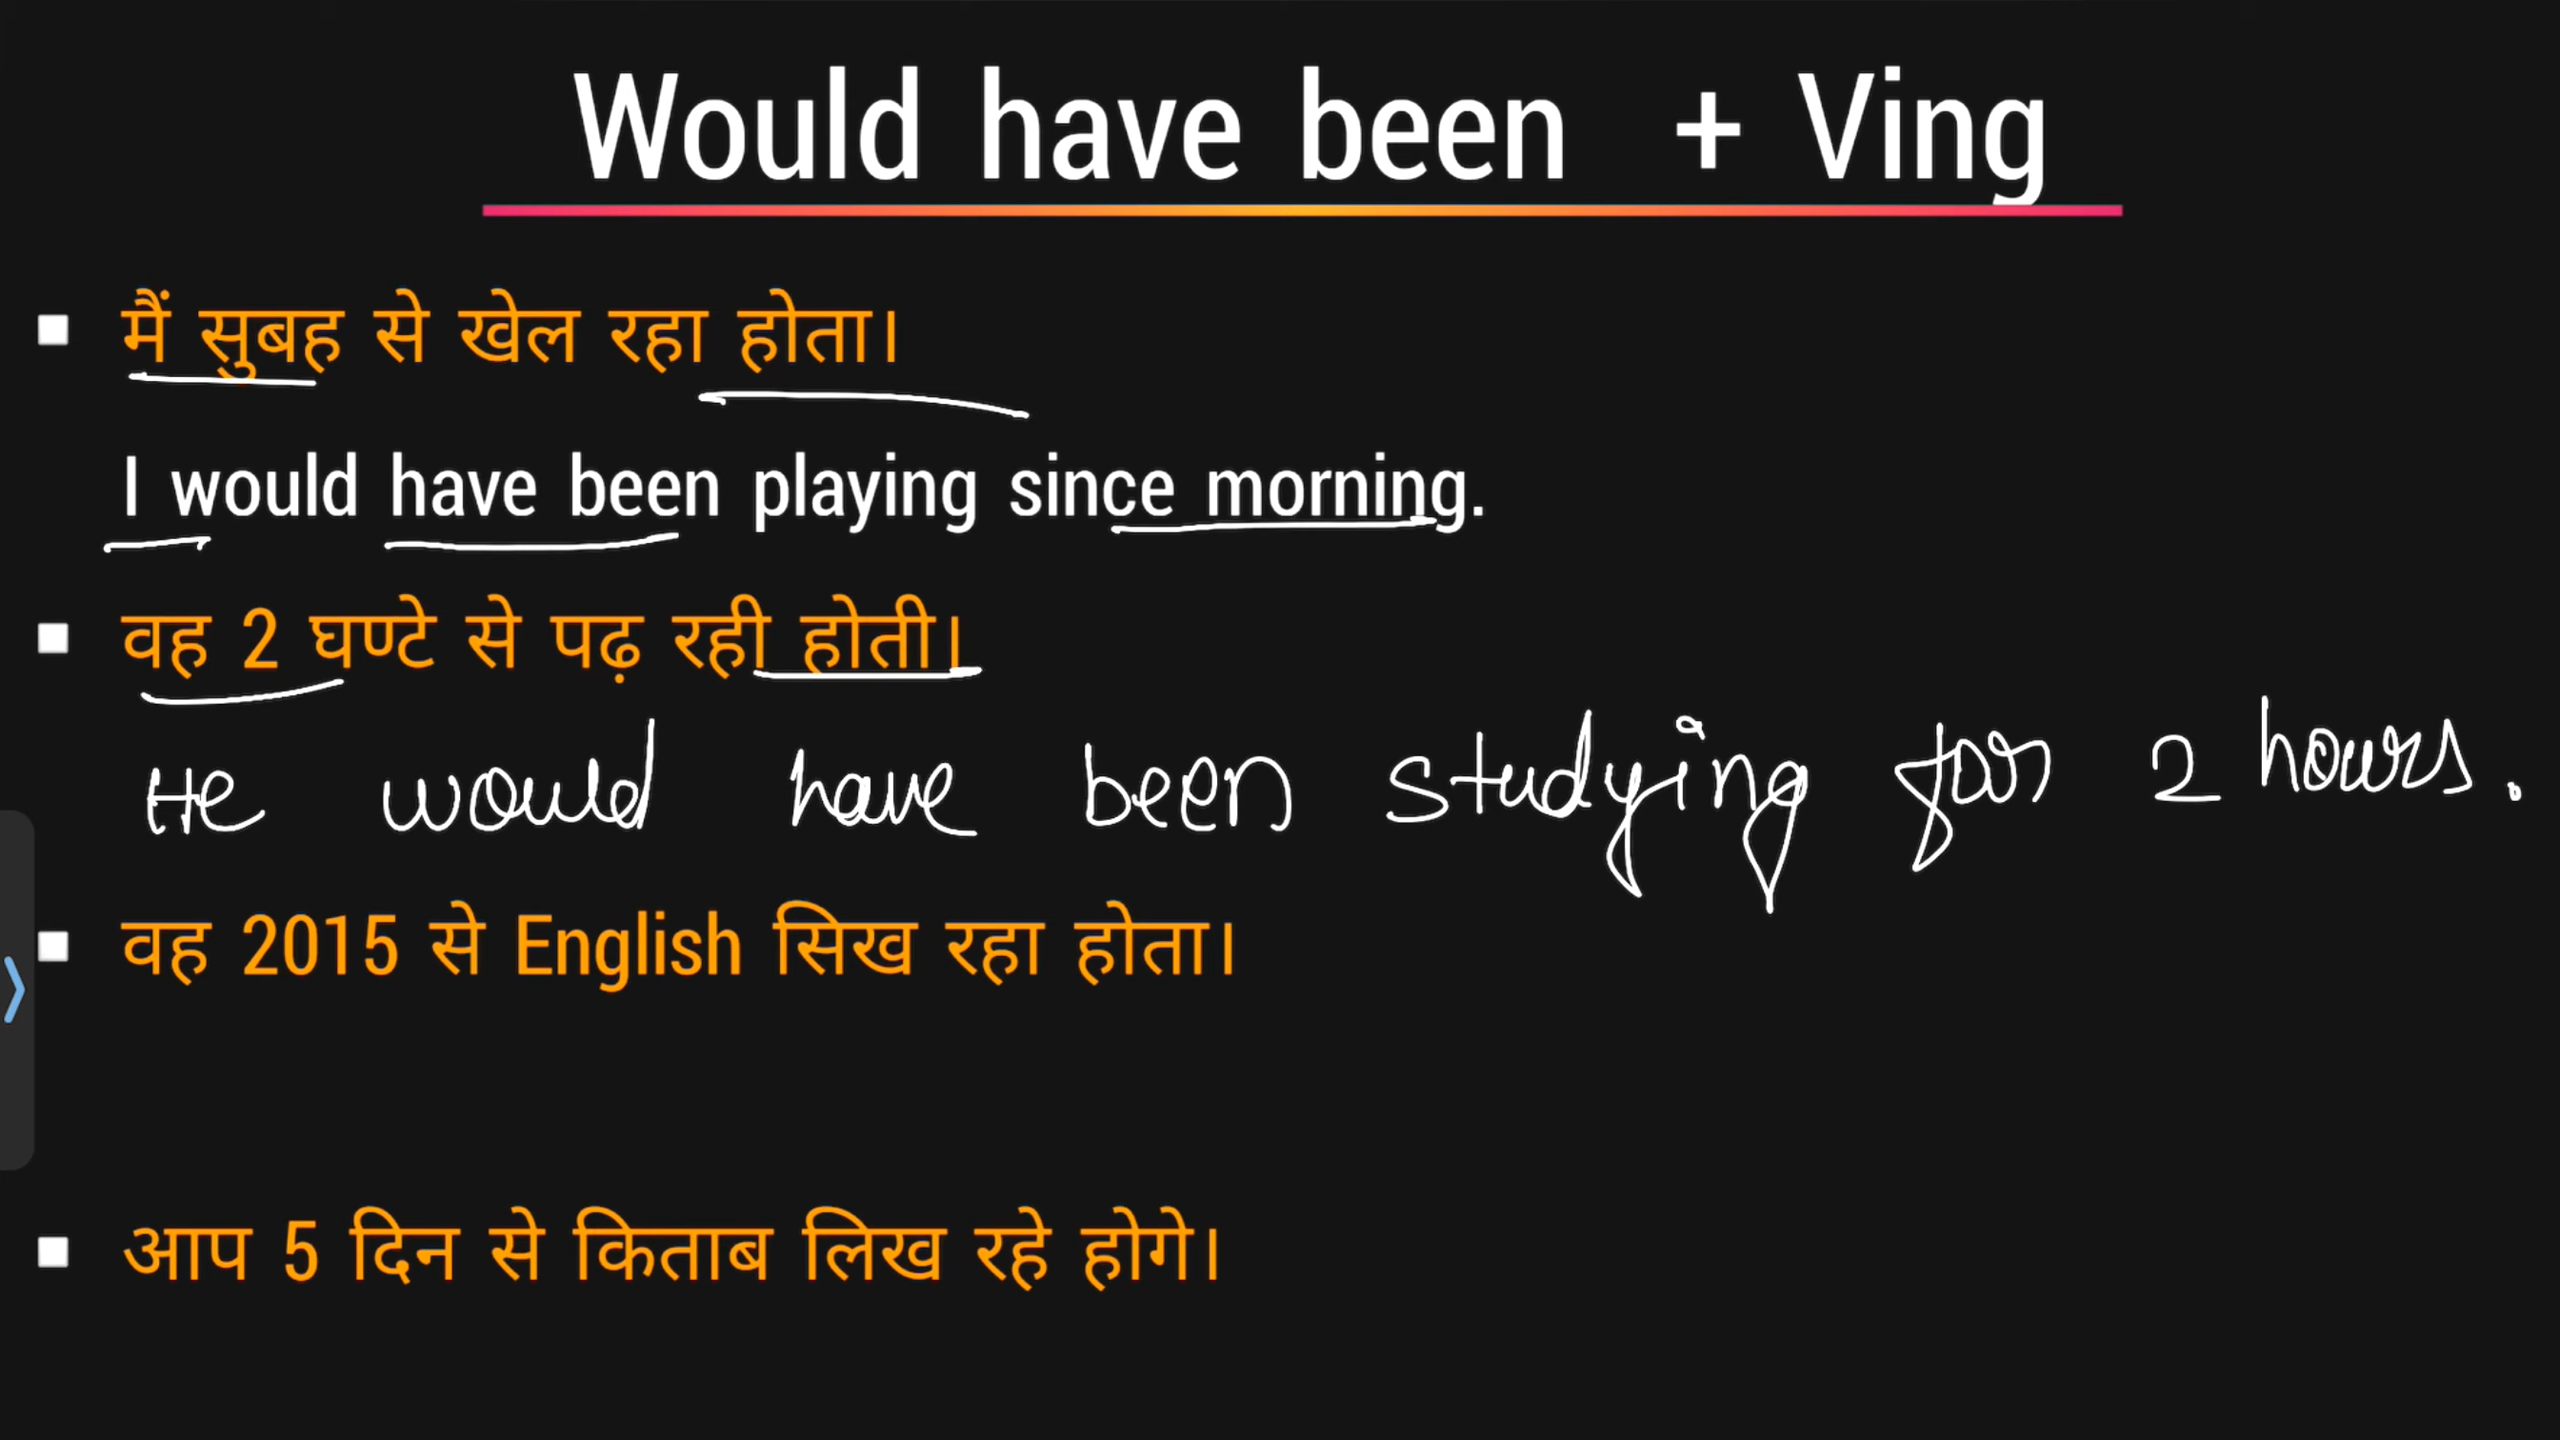 Would have been + Ving
मैं सुबह से खेल रहा होता।
I would have been playing since morning.
वह 2 घण्टे से पढ़ रही होती।
He would have been studying for 2 hours.
वह 2015 से English सिख रहा होता।
आप 5 दिन से किताब लिख रहे होगे।